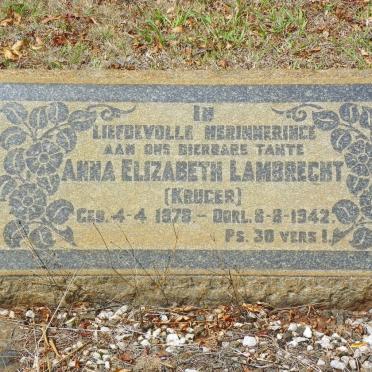 IN
LIEFDEVOLLE HERINNERING
AAN ONS DIERBARE TANTE
ANNA ELIZABETH LAMBRECHT
(KRUGER)
GEB. 4-4 1878.- OORL. 8-8-1942.
PS. 30 VERS 1.